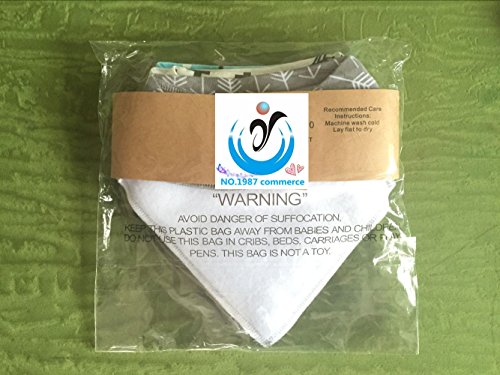 Recommended Care
Instructions:
Machine wash cold
Lay flat to dry
NO.1987 commerce
"WARNING"
AVOID DANGER OF SUFFOCATION.
KEEP THIS PLASTIC BAG AWAY FROM BABIES AND
DO NOT USE THIS BAG IN CRIBS, BEDS, CARRIAGES OR PLAY
PENS. THIS BAG IS NOT A TOY.